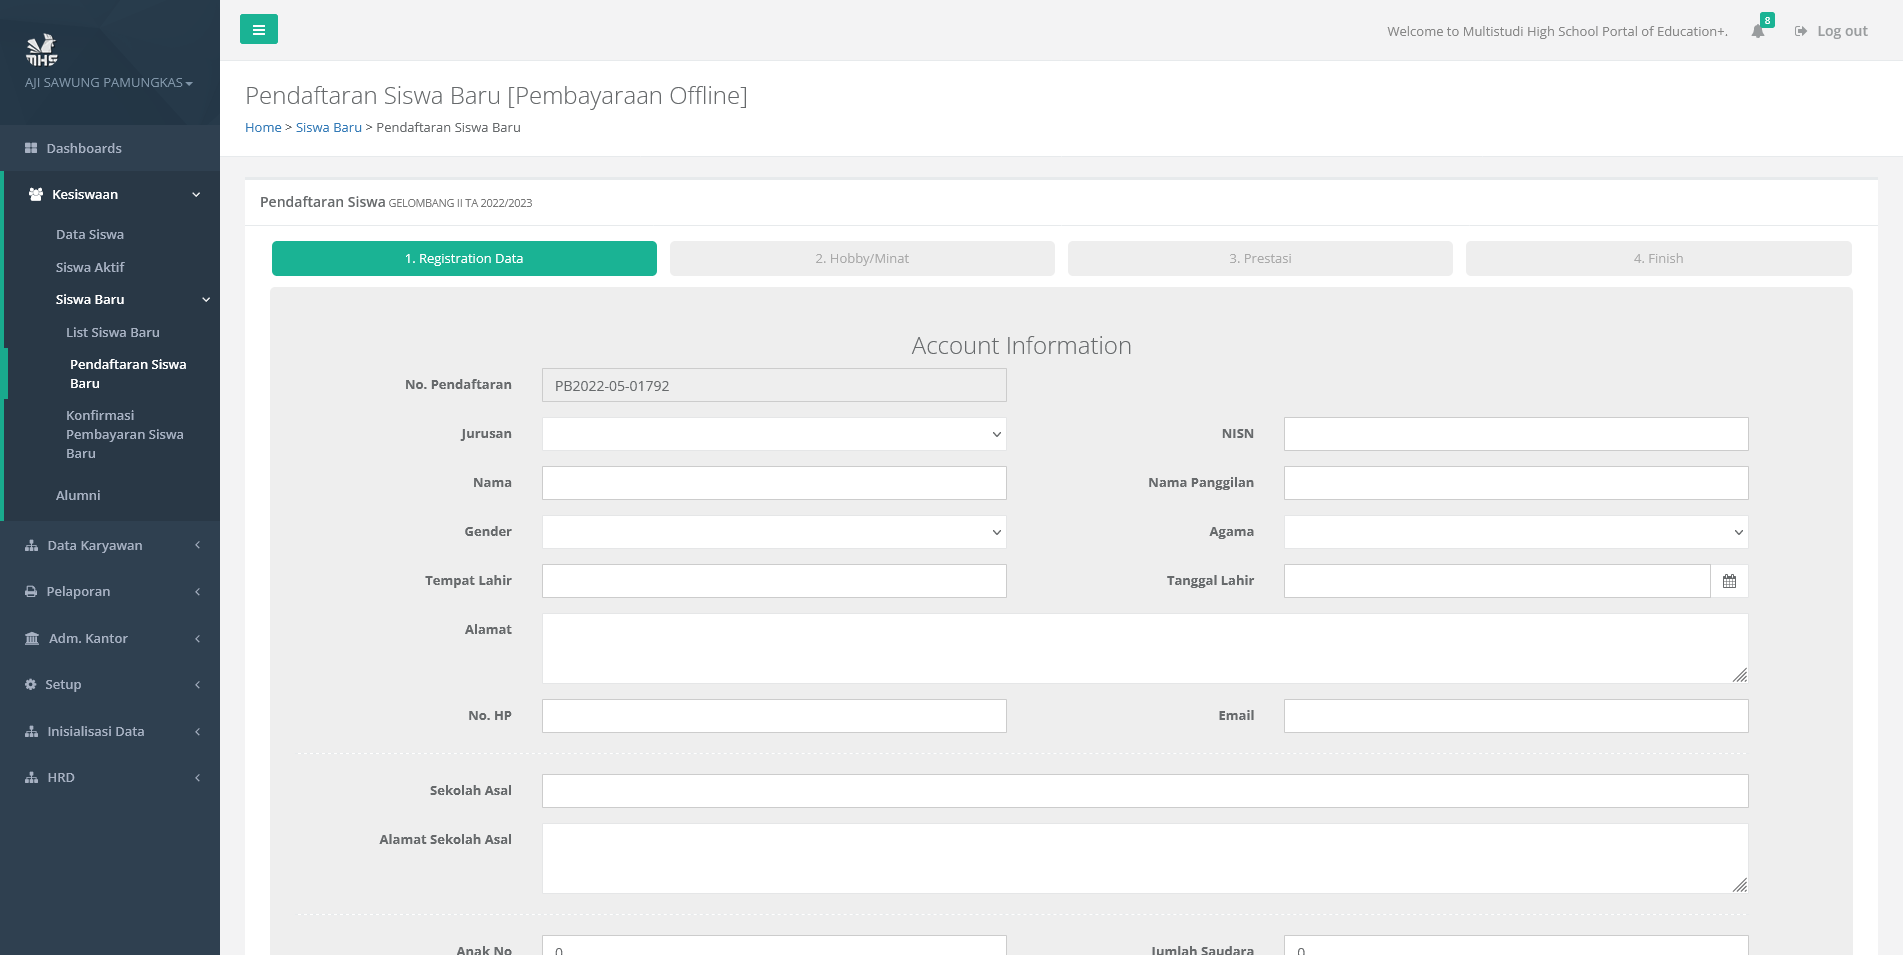 MHS
AJI SAWUNG PAMUNGKAS
Dashboards
Kesiswaan
Data Siswa
Siswa Aktif
Siswa Baru
List Siswa Baru
Pendaftaran Siswa
Baru
Konfirmasi
Pembayaran Siswa
Baru
Alumni
Data Karyawan
Pelaporan
Adm. Kantor
Setup
Inisialisasi Data
HRD
Welcome to Multistudi High School Portal of Education+.
8
Log out
Pendaftaran Siswa Baru [Pembayaraan Offline]
Home > Siswa Baru > Pendaftaran Siswa Baru
Pendaftaran Siswa GELOMBANG II TA 2022/2023
1. Registration Data
2. Hobby/Minat
3. Prestasi
4. Finish
Account Information
No. Pendaftaran PB2022-05-01792
Jurusan NISN
Nama Nama Panggilan
Gender Agama
Tempat Lahir Tanggal Lahir
Alamat
No. HP Email
Sekolah Asal
Alamat Sekolah Asal
Anak No 0 Jumlah Saudara 0